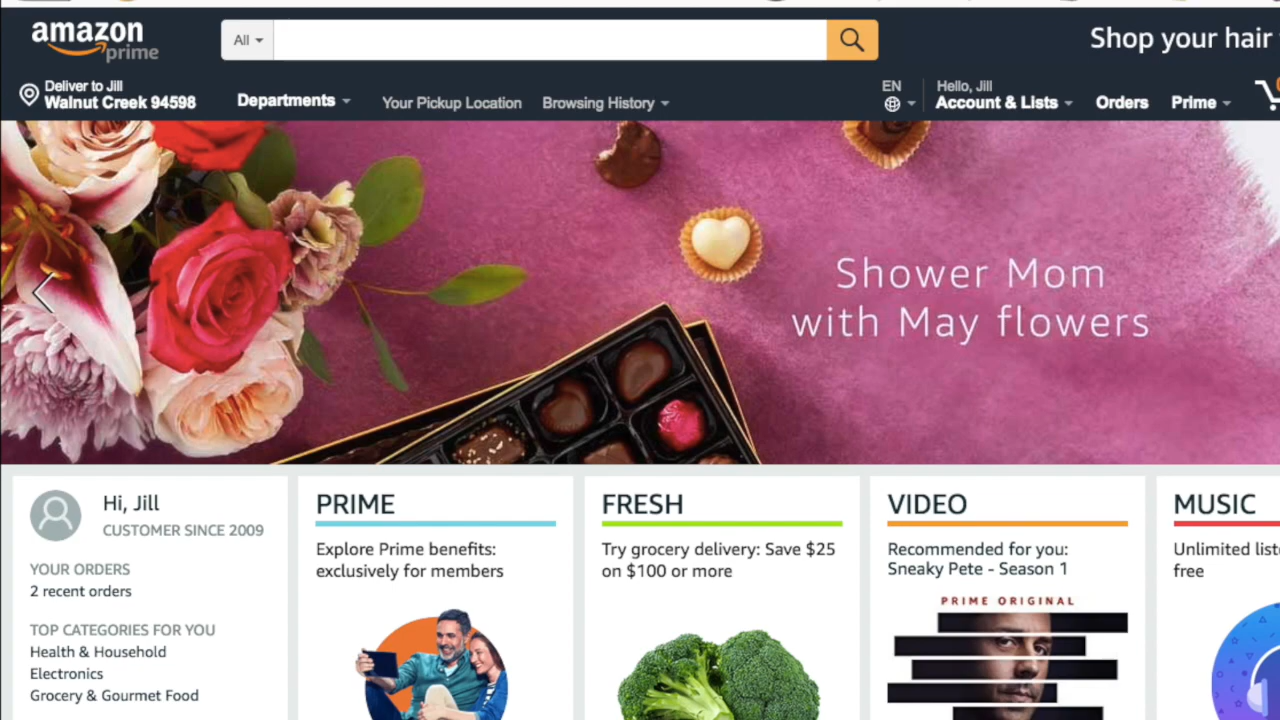 amazon
prime
All
Shop your hair
Deliver to Jill
Walnut Creek 94598
Departments
Your Pickup Location
Browsing History
EN
Hello, Jill
Account & Lists
Orders
Prime
Shower Mom
with May flowers
Hi, Jill
CUSTOMER SINCE 2009
YOUR ORDERS
2 recent orders
TOP CATEGORIES FOR YOU
Health & Household
Electronics
Grocery & Gourmet Food
PRIME
Explore Prime benefits:
exclusively for members
FRESH
Try grocery delivery: Save $25
on $100 or more
VIDEO
Recommended for you:
Sneaky Pete - Season 1
PRIME ORIGINAL
MUSIC
Unlimited
free